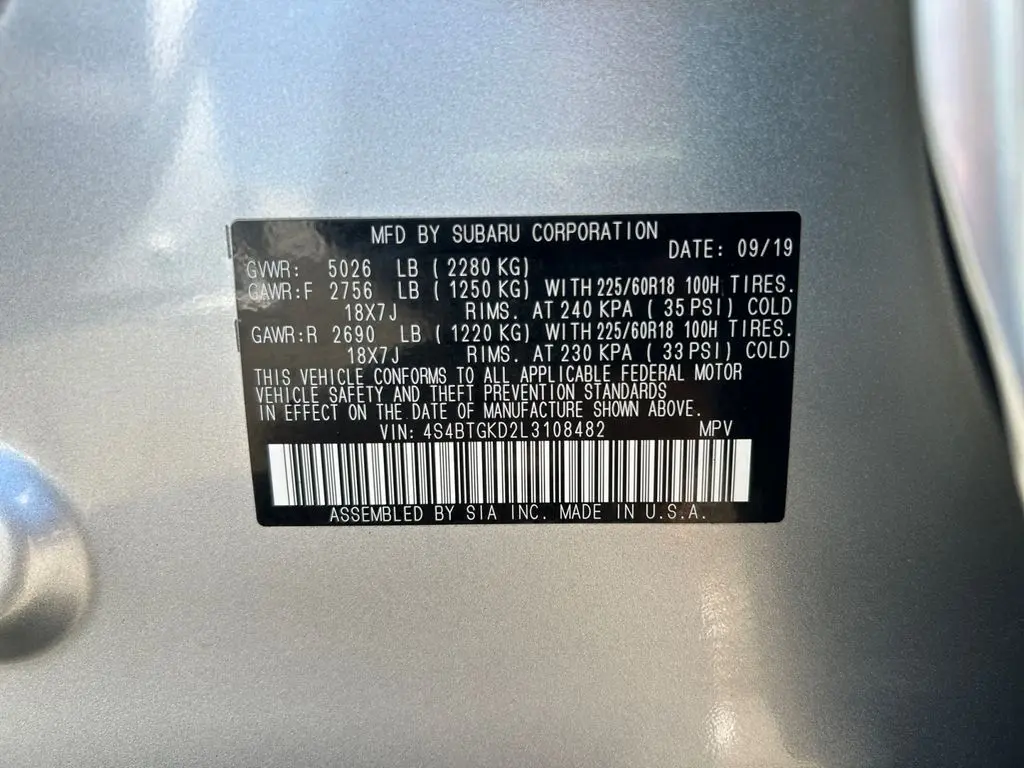 MFD BY SUBARU CORPORATION
DATE: 09/19
GVWR: 5026 LB ( 2280 KG)
GAWR:F 2756 LB ( 1250 KG) WITH 225/60R18 100H TIRES.
18X7J RIMS. AT 240 KPA ( 35 PSI) COLD
GAWR:R 2690 LB ( 1220 KG) WITH 225/60R18 100H TIRES.
18X7J RIMS. AT 230 KPA ( 33 PSI) COLD
THIS VEHICLE CONFORMS TO ALL APPLICABLE FEDERAL MOTOR
VEHICLE SAFETY AND THEFT PREVENTION STANDARDS
IN EFFECT ON THE DATE OF MANUFACTURE SHOWN ABOVE.
VIN: 4S4BTGKD2L3108482 MPV
ASSEMBLED BY SIA INC. MADE IN U.S.A.